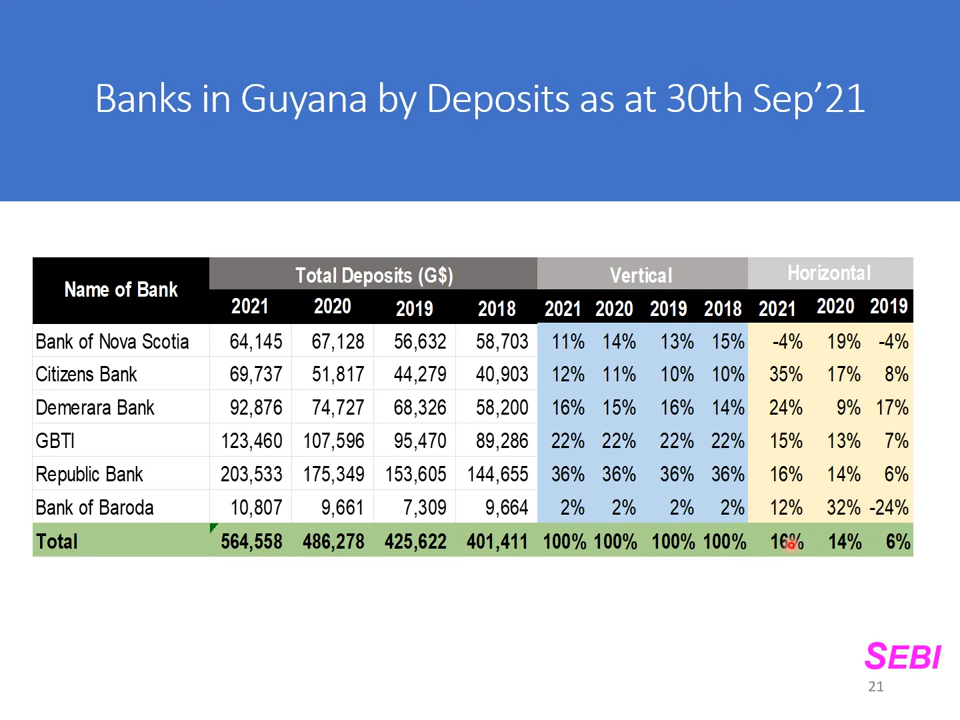 Banks in Guyana by Deposits as at 30th Sep’21
Name of Bank Total Deposits (G$) Vertical Horizontal
2021 2020 2019 2018 2021 2020 2019 2018 2021 2020 2019
Bank of Nova Scotia 64,145 67,128 56,632 58,703 11% 14% 13% 15% -4% 19% -4%
Citizens Bank 69,737 51,817 44,279 40,903 12% 11% 10% 10% 35% 17% 8%
Demerara Bank 92,876 74,727 68,326 58,200 16% 15% 16% 14% 24% 9% 17%
GBTI 123,460 107,596 95,470 89,286 22% 22% 22% 22% 15% 13% 7%
Republic Bank 203,533 175,349 153,605 144,655 36% 36% 36% 36% 16% 14% 6%
Bank of Baroda 10,807 9,661 7,309 9,664 2% 2% 2% 2% 12% 32% -24%
Total 564,558 486,278 425,622 401,411 100% 100% 100% 100% 16% 14% 6%
SEBI
21